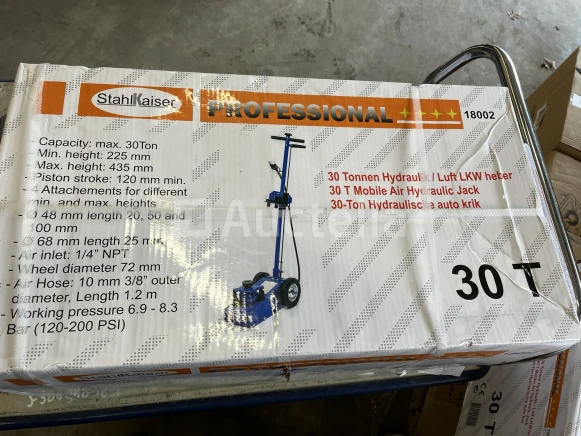 StahlKaiser
PROFESSIONAL
18002
- Capacity: max. 30Ton
- Min. height: 225 mm
- Max. height: 435 mm
- Piston stroke: 120 mm min.
- 4 Attachements for different
min. and max. heights
- Ø 48 mm length 20, 50 and
100 mm
- Ø 68 mm length 25 mm
- Air inlet: 1/4" NPT
- Wheel diameter 72 mm
- Air Hose: 10 mm 3/8" outer
diameter, Length 1.2 m
- Working pressure 6.9 - 8.3
Bar (120-200 PSI)
30 Tonnen Hydraulik / Luft LKW heber
30 T Mobile Air Hydraulic Jack
30-Ton Hydraulische auto krik
30 T
StahlKaiser
30 T